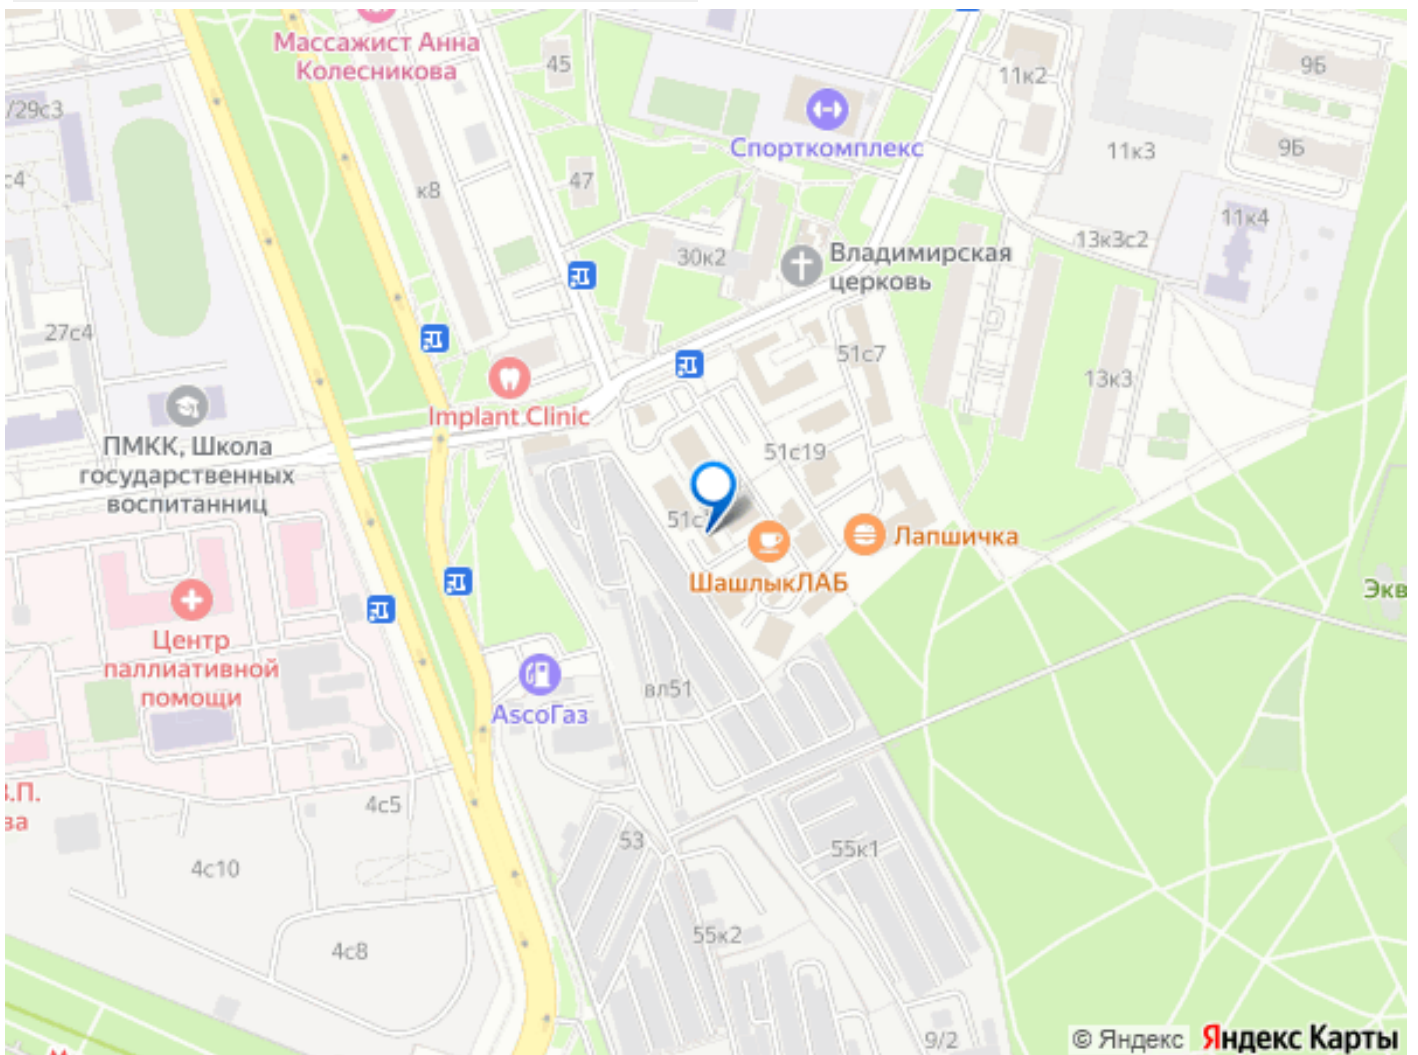 Массажист Анна
Колесникова
45
11к2
9Б
/29с3
Спорткомплекс
11к3
9Б
47
к8
11к4
13к3с2
30к2
Владимирская
церковь
27с4
51с7
13к3
Implant Clinic
ПМКК, Школа
государственных
воспитанниц
51с19
Лапшичка
ШашлыкЛАБ
Экв
Центр
паллиативной
помощи
вл51
АscoГаз
4с5
53
55к1
4с10
55к2
4с8
9/2
© Яндекс Яндекс Карты